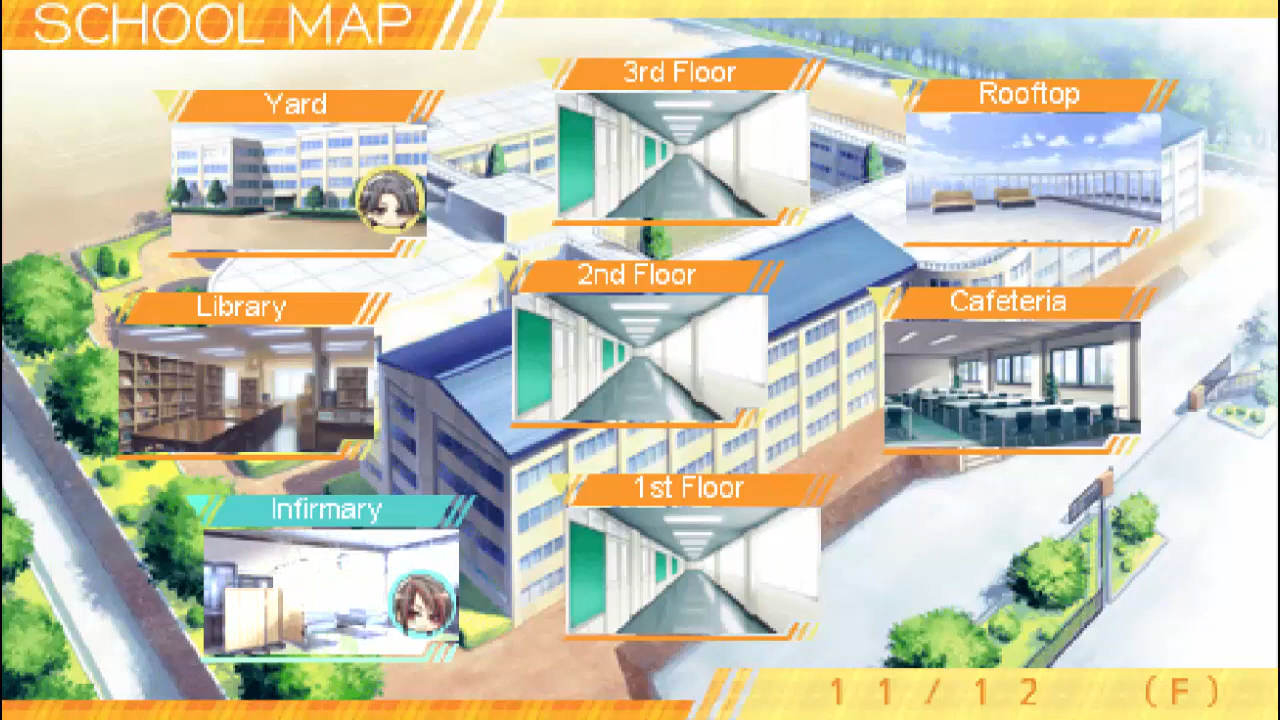 SCHOOL MAP
Yard
3rd Floor
Rooftop
Library
2nd Floor
Cafeteria
Infirmary
1st Floor
11/12 (F)